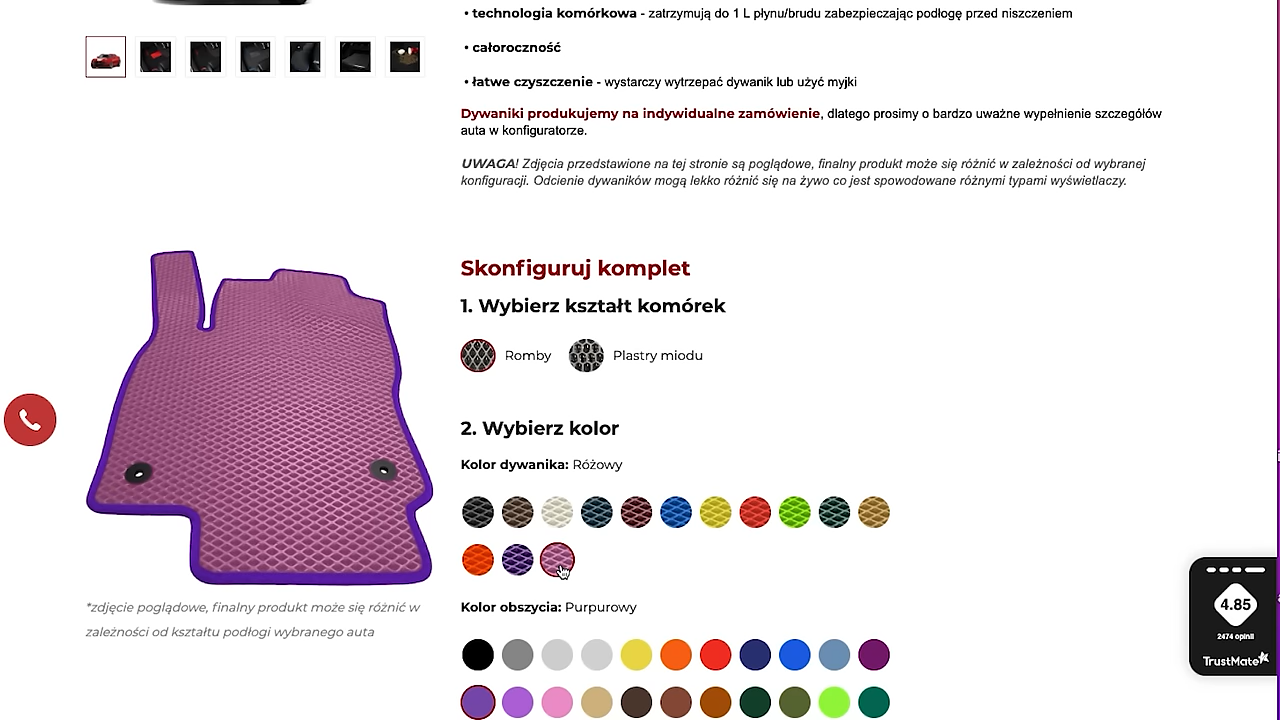 • technologia komórkowa - zatrzymują do 1 L płynu/brudu zabezpieczając podłogę przed niszczeniem
• całoroczność
• łatwe czyszczenie - wystarczy wytrzepać dywanik lub użyć myjki
Dywaniki produkujemy na indywidualne zamówienie, dlatego prosimy o bardzo uważne wypełnienie szczegółów
auta w konfiguratorze.
UWAGA! Zdjęcia przedstawione na tej stronie są poglądowe, finalny produkt może się różnić w zależności od wybranej
konfiguracji. Odcienie dywaników mogą lekko różnić się na żywo co jest spowodowane różnymi typami wyświetlaczy.
Skonfiguruj komplet
1. Wybierz kształt komórek
Romby Plastry miodu
2. Wybierz kolor
Kolor dywanika: Różowy
*zdjęcie poglądowe, finalny produkt może się różnić w
zależności od kształtu podłogi wybranego auta
Kolor obszycia: Purpurowy
4.85
2474 opinii
TrustMate